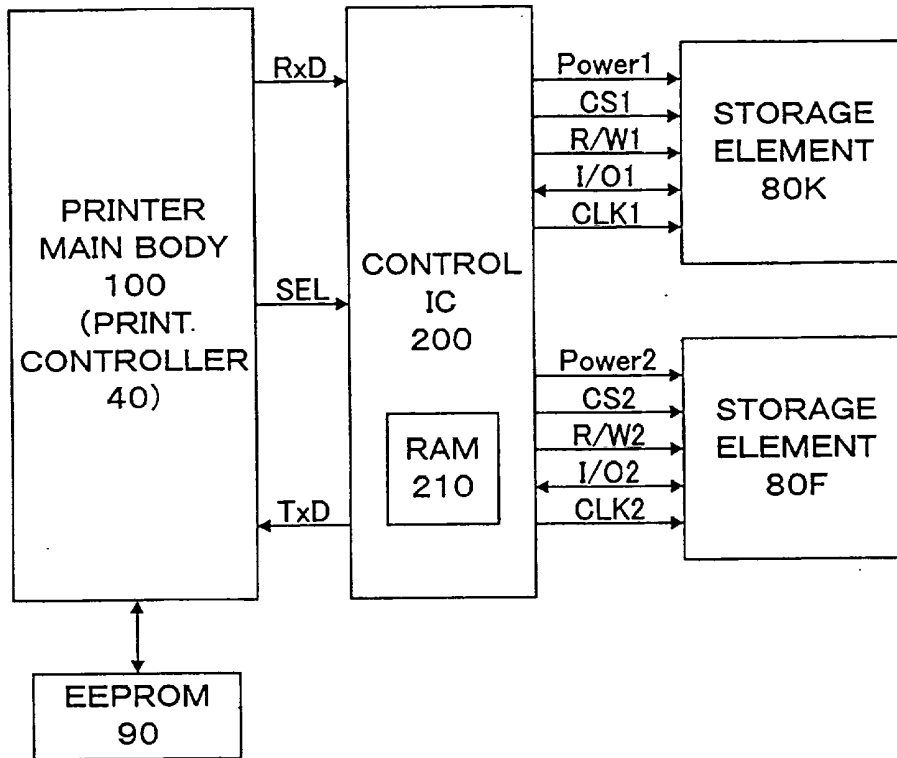 PRINTER
MAIN BODY
100
(PRINT.
CONTROLLER
40)
RxD
SEL
TxD
CONTROL
IC
200
RAM
210
Power1
CS1
R/W1
I/O1
CLK1
STORAGE
ELEMENT
80K
Power2
CS2
R/W2
I/O2
CLK2
STORAGE
ELEMENT
80F
EEPROM
90